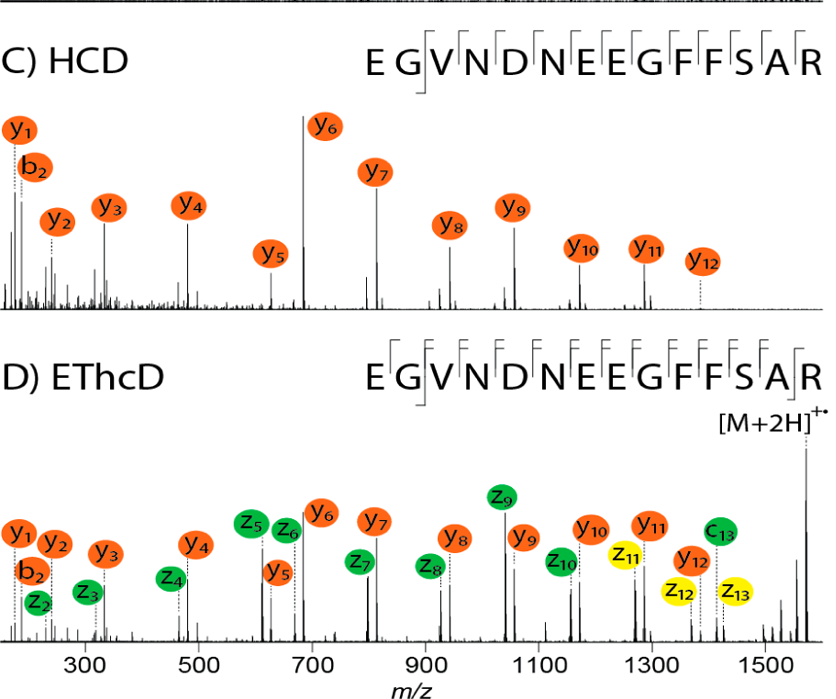 C) HCD
E G V N D N E E G F F S A R
y1
b2
y2
y3
y4
y5
y6
y7
y8
y9
y10
y11
y12
D) EThcD
E G V N D N E E G F F S A R
[M+2H]+•
y1
b2
z2
y2
z3
y3
z4
y4
z5
y5
z6
y6
z7
y7
z8
y8
z9
y9
z10
y10
z11
y11
z12
y12
c13
z13
300 500 700 900 1100 1300 1500
m/z